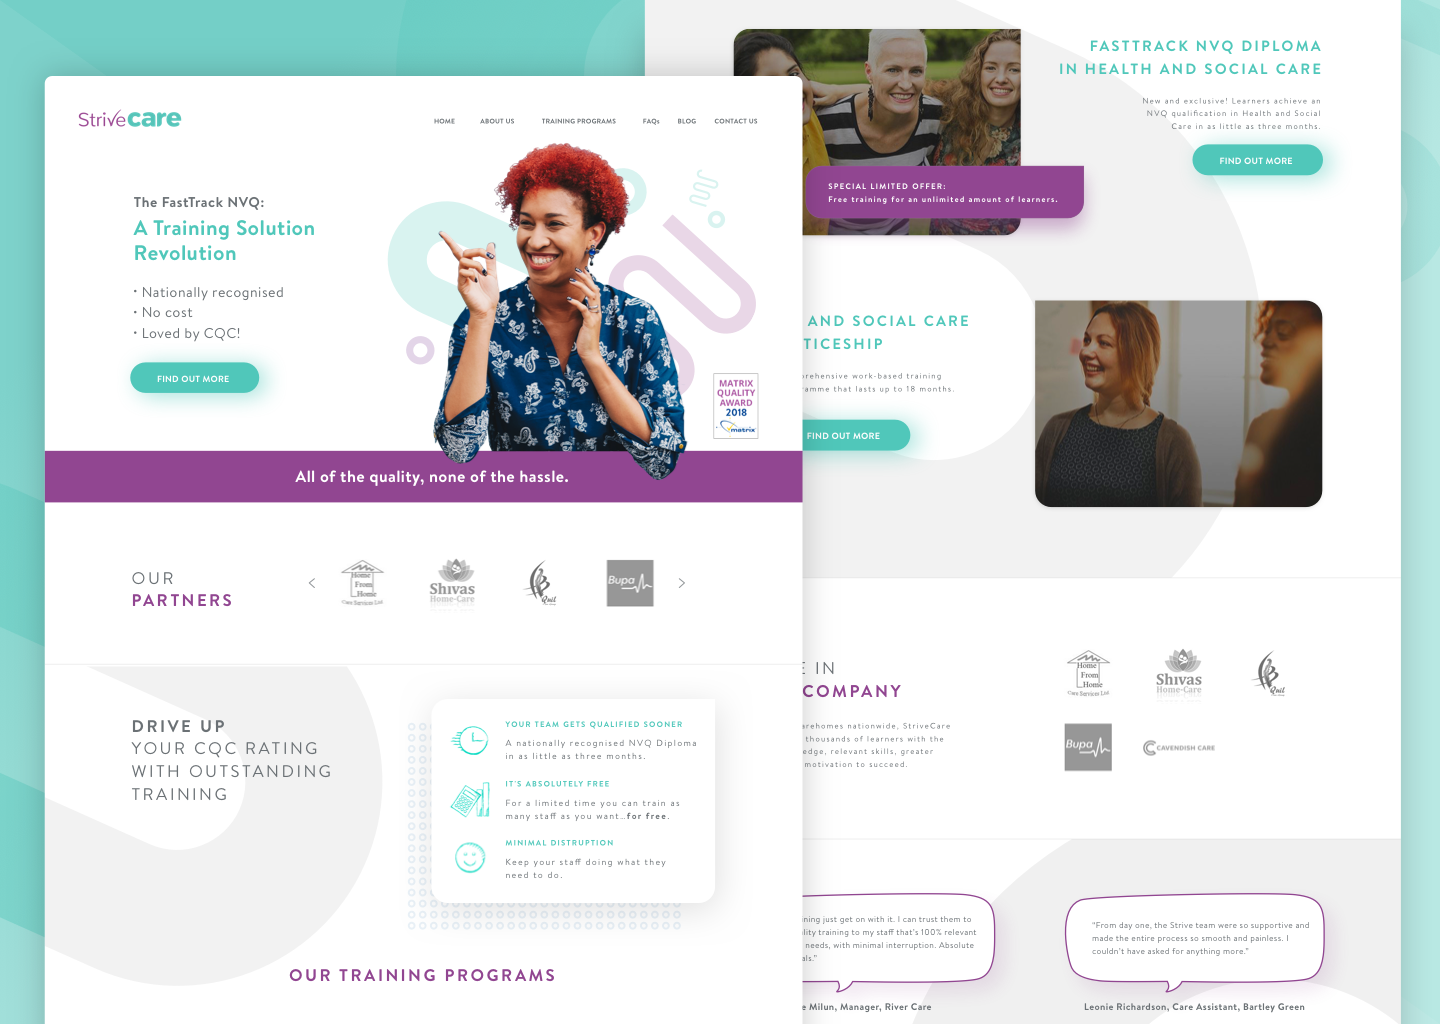 Strivecare
HOME ABOUT US TRAINING PROGRAMS FAQs BLOG CONTACT US
The FastTrack NVQ:
A Training Solution
Revolution
• Nationally recognised
• No cost
• Loved by CQC!
FIND OUT MORE
MATRIX
QUALITY
AWARD
2018
matrix
All of the quality, none of the hassle.
OUR
PARTNERS
Home
From
Home
Care Services Ltd
Shivas
Home-Care
Quil
Bupa
DRIVE UP
YOUR CQC RATING
WITH OUTSTANDING
TRAINING
YOUR TEAM GETS QUALIFIED SOONER
A nationally recognised NVQ Diploma
in as little as three months.
IT'S ABSOLUTELY FREE
For a limited time you can train as
many staff as you want...for free.
MINIMAL DISTRUPTION
Keep your staff doing what they
need to do.
OUR TRAINING PROGRAMS
FASTTRACK NVQ DIPLOMA
IN HEALTH AND SOCIAL CARE
New and exclusive! Learners achieve an
NVQ qualification in Health and Social
Care in as little as three months.
FIND OUT MORE
SPECIAL LIMITED OFFER:
Free training for an unlimited amount of learners.
AND SOCIAL CARE
TICESHIP
rehensive work-based training
ramme that lasts up to 18 months.
FIND OUT MORE
E IN
COMPANY
arehomes nationwide, StriveCare
thousands of learners with the
edge, relevant skills, greater
motivation to succeed.
Home
From
Home
Care Services Ltd
Shivas
Home-Care
Quil
Bupa
CAVENDISH CARE
ining just get on with it. I can trust them to
lity training to my staff that's 100% relevant
needs, with minimal interruption. Absolute
als."
e Milun, Manager, River Care
"From day one, the Strive team were so supportive and
made the entire process so smooth and painless. I
couldn't have asked for anything more."
Leonie Richardson, Care Assistant, Bartley Green